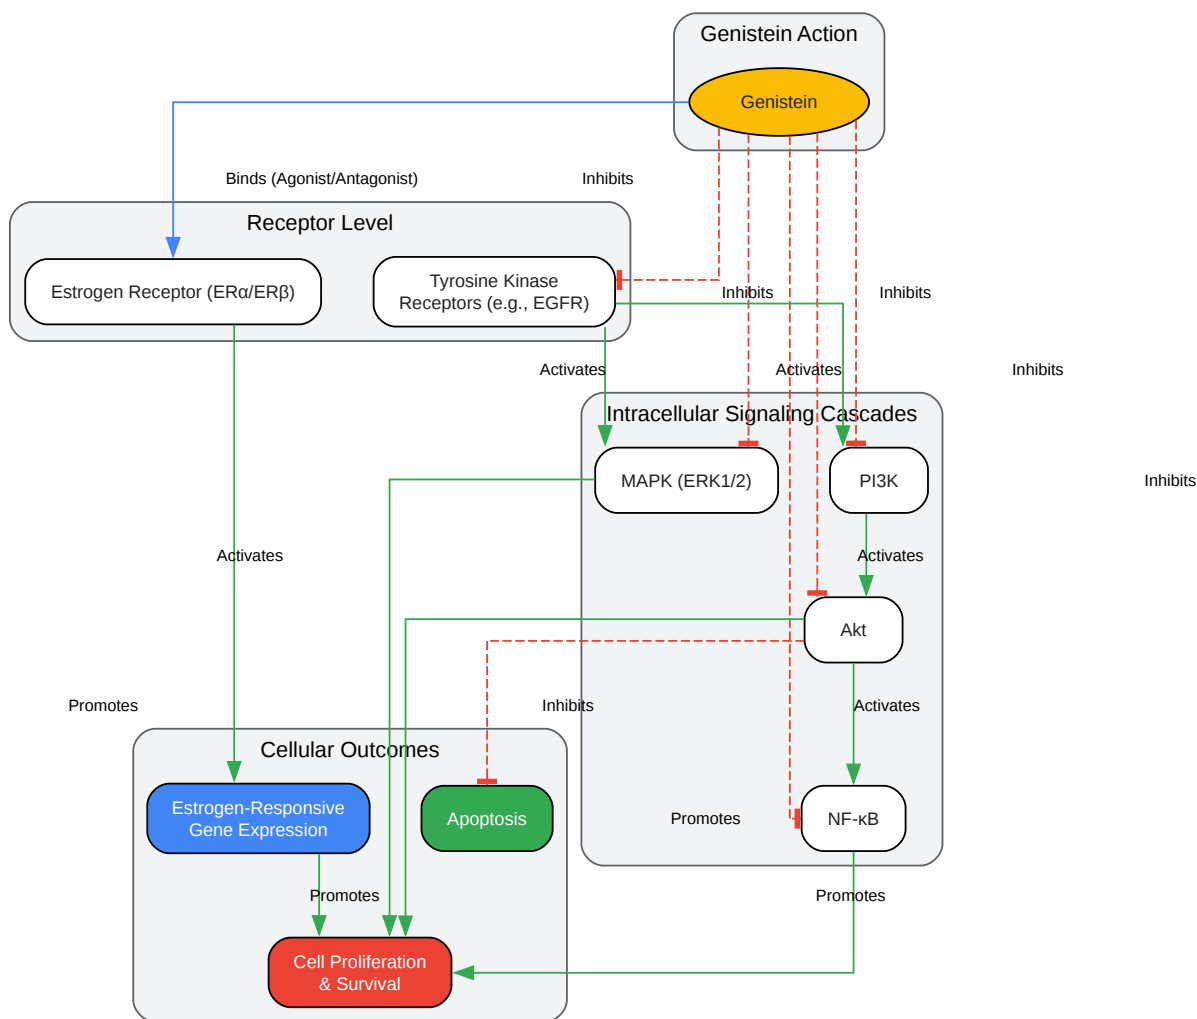 Genistein Action
Genistein
Binds (Agonist/Antagonist)
Inhibits
Receptor Level
Estrogen Receptor (ERα/ERβ)
Tyrosine Kinase
Receptors (e.g., EGFR)
Inhibits
Inhibits
Activates
Activates
Inhibits
Intracellular Signaling Cascades
MAPK (ERK1/2)
PI3K
Inhibits
Activates
Activates
Akt
Promotes
Inhibits
Activates
Cellular Outcomes
Estrogen-Responsive
Gene Expression
Apoptosis
Promotes
NF-κB
Promotes
Promotes
Cell Proliferation
& Survival